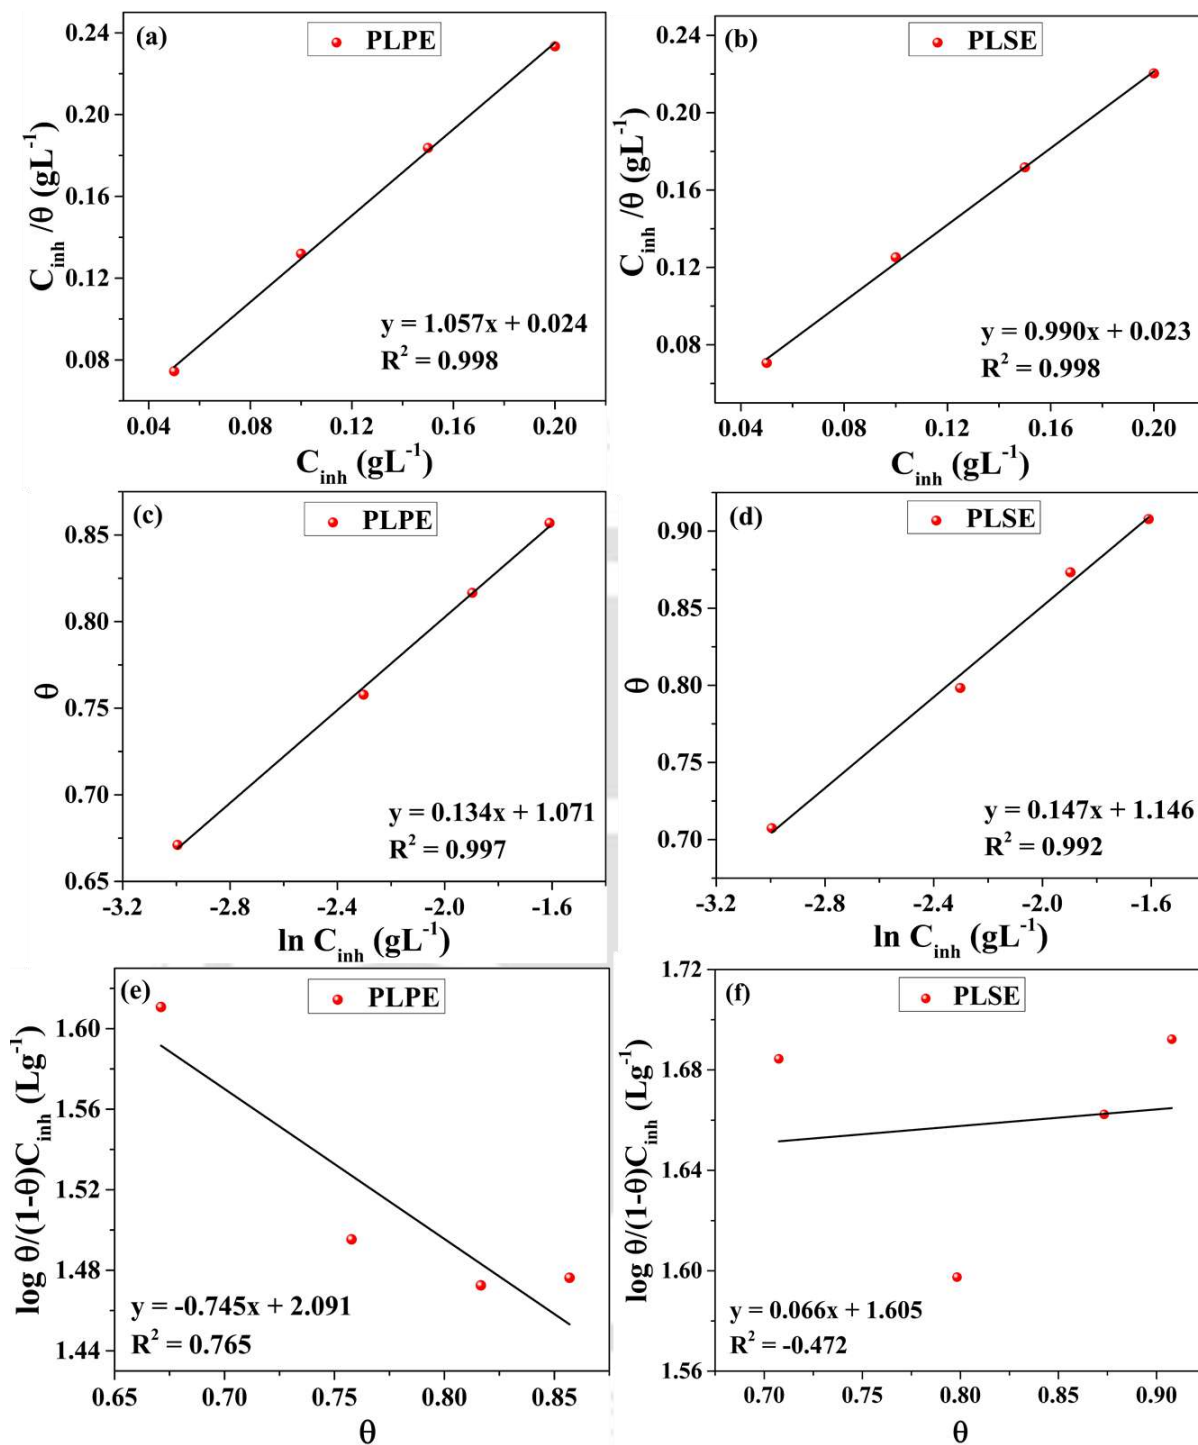 (a)
PLPE
0.24
0.20
0.16
0.12
0.08
C_inh /θ (gL⁻¹)
y = 1.057x + 0.024
R² = 0.998
0.04 0.08 0.12 0.16 0.20
C_inh (gL⁻¹)
(b)
PLSE
0.24
0.20
0.16
0.12
0.08
C_inh /θ (gL⁻¹)
y = 0.990x + 0.023
R² = 0.998
0.04 0.08 0.12 0.16 0.20
C_inh (gL⁻¹)
(c)
PLPE
0.85
0.80
0.75
0.70
0.65
θ
y = 0.134x + 1.071
R² = 0.997
-3.2 -2.8 -2.4 -2.0 -1.6
ln C_inh (gL⁻¹)
(d)
PLSE
0.90
0.85
0.80
0.75
0.70
θ
y = 0.147x + 1.146
R² = 0.992
-3.2 -2.8 -2.4 -2.0 -1.6
ln C_inh (gL⁻¹)
(e)
PLPE
1.60
1.56
1.52
1.48
1.44
log θ/(1-θ)C_inh (Lg⁻¹)
y = -0.745x + 2.091
R² = 0.765
0.65 0.70 0.75 0.80 0.85
θ
(f)
PLSE
1.72
1.68
1.64
1.60
1.56
log θ/(1-θ)C_inh (Lg⁻¹)
y = 0.066x + 1.605
R² = -0.472
0.70 0.75 0.80 0.85 0.90
θ